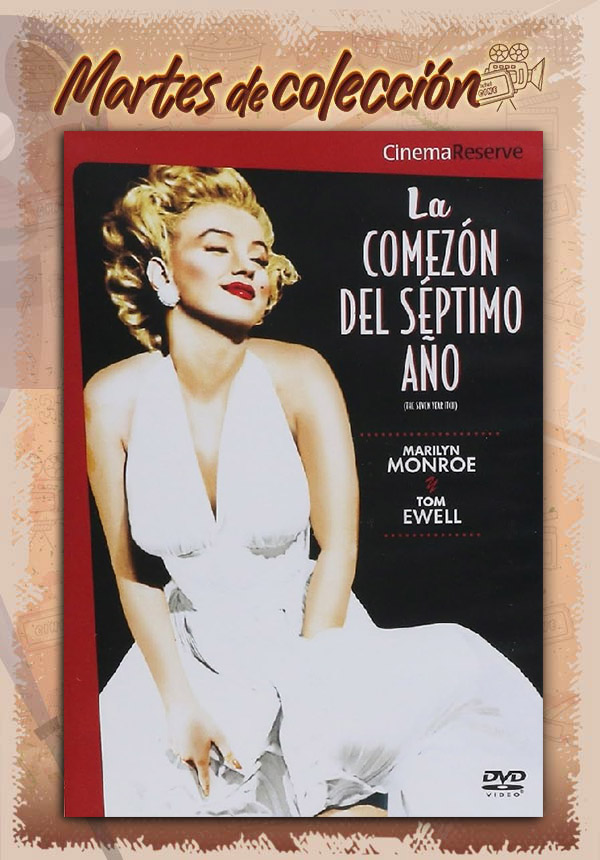 Martes de colección
CinemaReserve
La
COMEZÓN
DEL SÉPTIMO
AÑO
(THE SEVEN YEAR ITCH)
MARILYN
MONROE
Y
TOM
EWELL
DVD
VIDEO